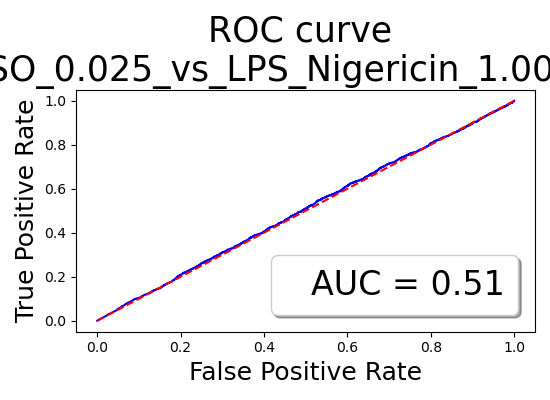 ROC curve
SO_0.025_vs_LPS_Nigericin_1.00
True Positive Rate
1.0
0.8
0.6
0.4
0.2
0.0
AUC = 0.51
0.0 0.2 0.4 0.6 0.8 1.0
False Positive Rate